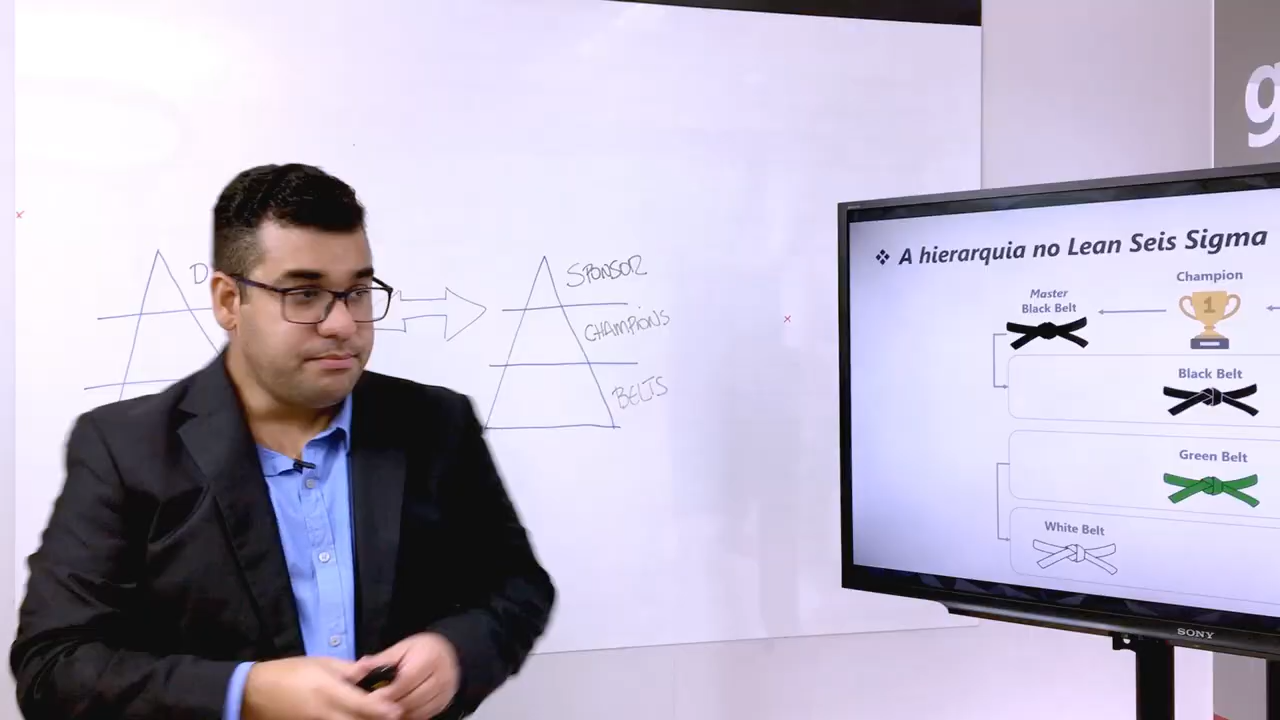 D
SPONSOR
CHAMPIONS
BELTS
g
❖ A hierarquia no Lean Seis Sigma
Champion
Master
Black Belt
1
Black Belt
Green Belt
White Belt
SONY